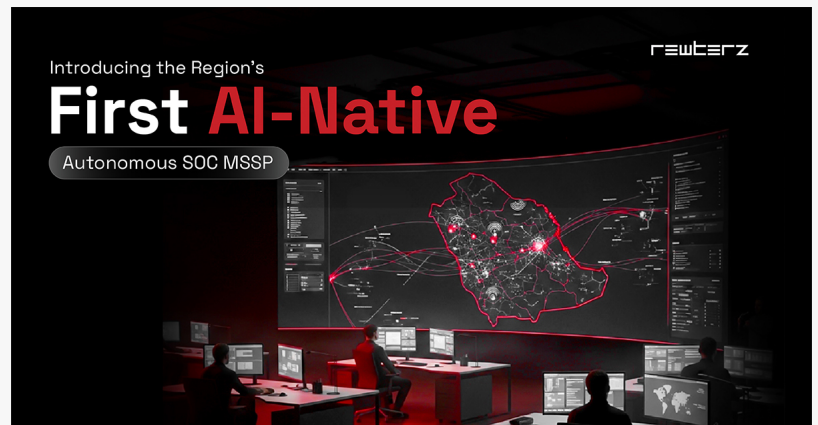 rewterz
Introducing the Region's
First AI-Native
Autonomous SOC MSSP